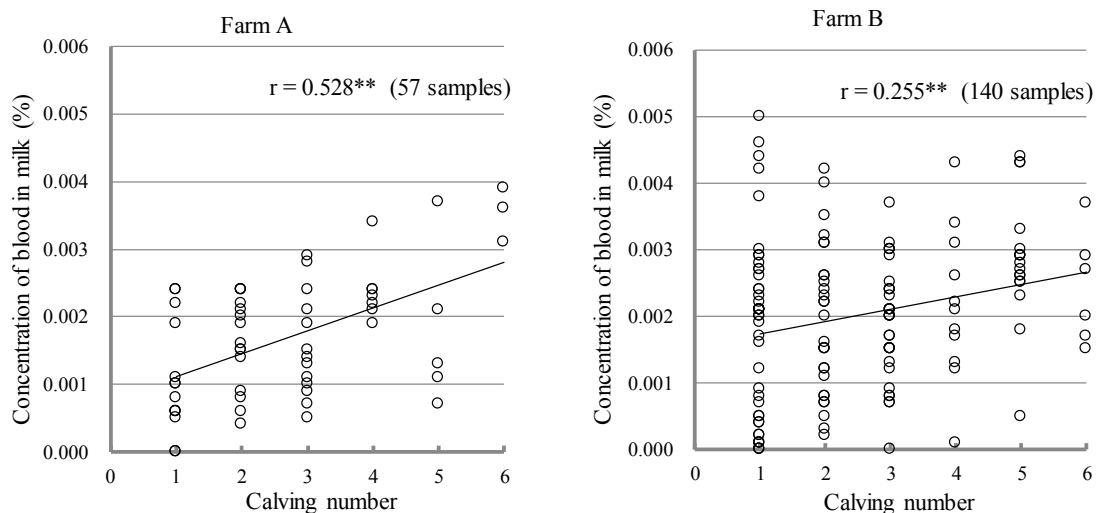 Farm A
0.006
r = 0.528** (57 samples)
0.005
0.004
0.003
0.002
0.001
0.000
Concentration of blood in milk (%)
0 1 2 3 4 5 6
Calving number
Farm B
0.006
r = 0.255** (140 samples)
0.005
0.004
0.003
0.002
0.001
0.000
Concentration of blood in milk (%)
0 1 2 3 4 5 6
Calving number